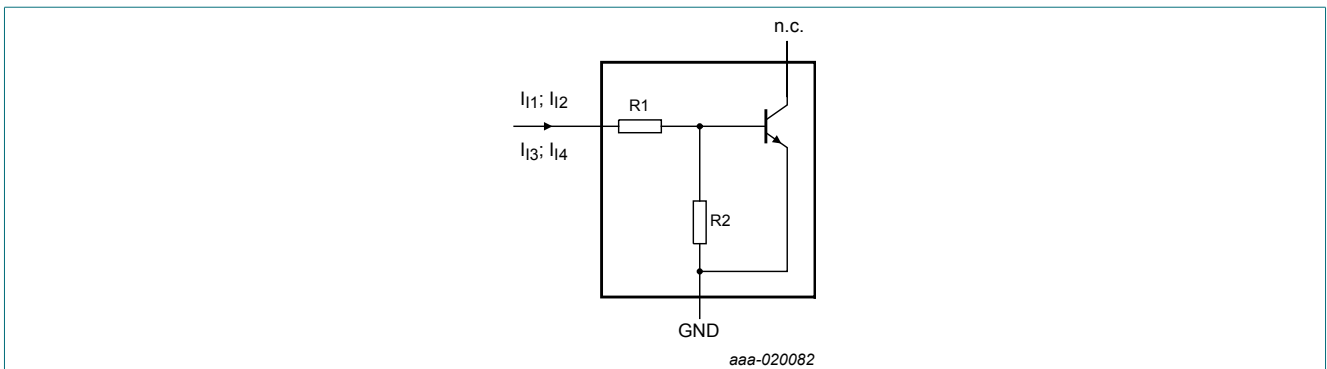 n.c.
I_I1; I_I2
R1
I_I3; I_I4
R2
GND
aaa-020082